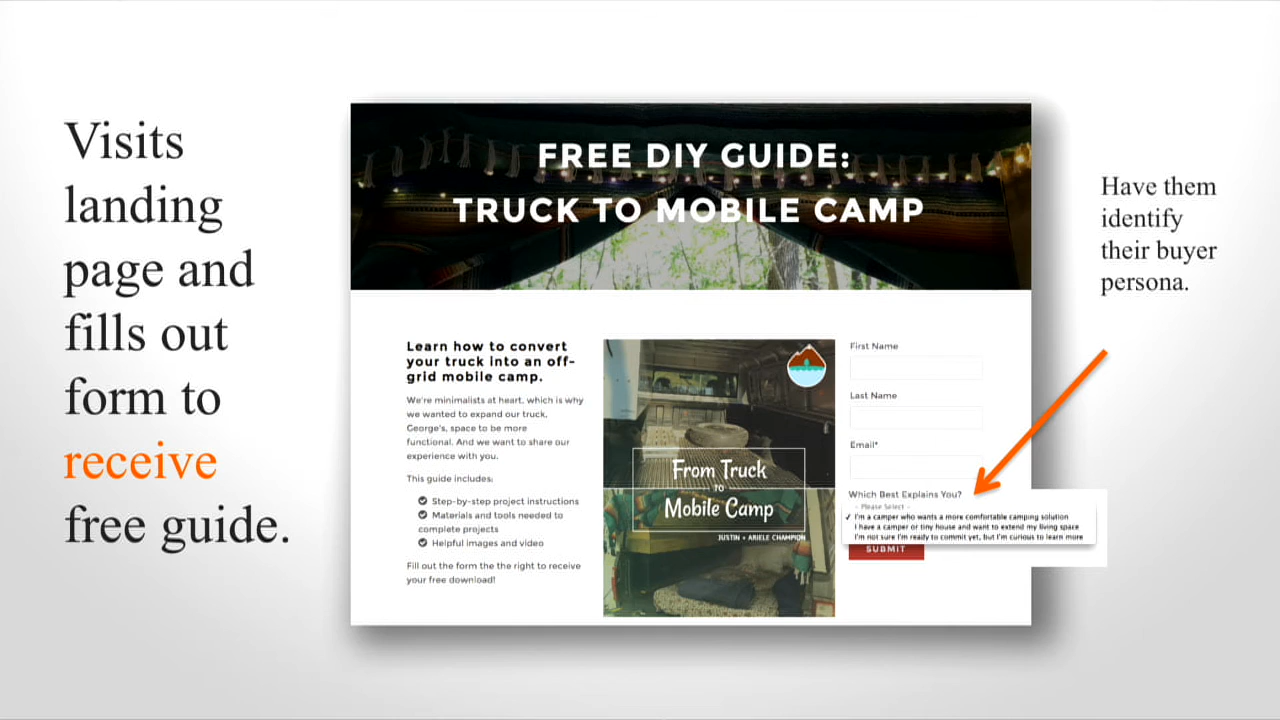 Visits
landing
page and
fills out
form to
receive
free guide.
FREE DIY GUIDE:
TRUCK TO MOBILE CAMP
Learn how to convert
your truck into an off-
grid mobile camp.
We're minimalists at heart, which is why
we wanted to expand our truck,
George's, space to be more
functional. And we want to share our
experience with you.
This guide includes:
Step-by-step project instructions
Materials and tools needed to
complete projects
Helpful images and video
Fill out the form the the right to receive
your free download!
From Truck
TO
Mobile Camp
JUSTIN + ARIELE CHAMPION
First Name
Last Name
Email*
Which Best Explains You?
- Please Select -
✓ I'm a camper who wants a more comfortable camping solution
I have a camper or tiny house and want to extend my living space
I'm not sure I'm ready to commit yet, but I'm curious to learn more
SUBMIT
Have them
identify
their buyer
persona.